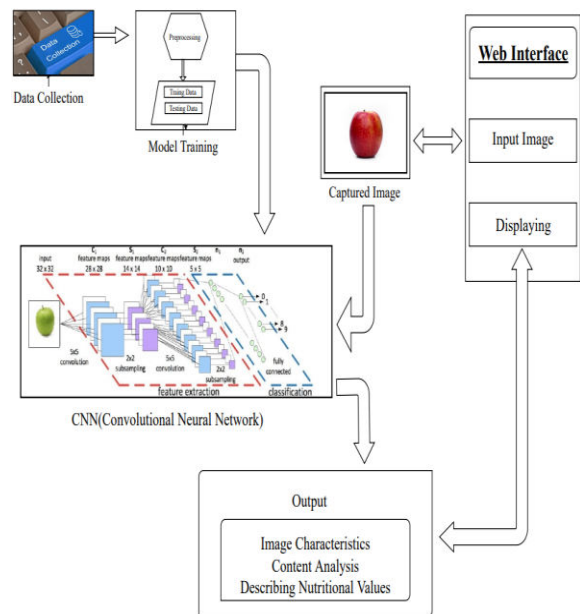 Data
Collection
Data Collection
Preprocessing
Traing Data
Testing Data
Model Training
Web Interface
Input Image
Displaying
Captured Image
C₁ S₁ C₂ S₂ n₁ n₂
input feature maps feature maps feature maps feature maps output
32 x 32 28 x 28 14 x 14 10 x 10 5 x 5
0
1
8
9
5x5
convolution
2x2
subsampling
5x5
convolution
2x2
subsampling
fully
connected
feature extraction
classification
CNN(Convolutional Neural Network)
Output
Image Characteristics
Content Analysis
Describing Nutritional Values